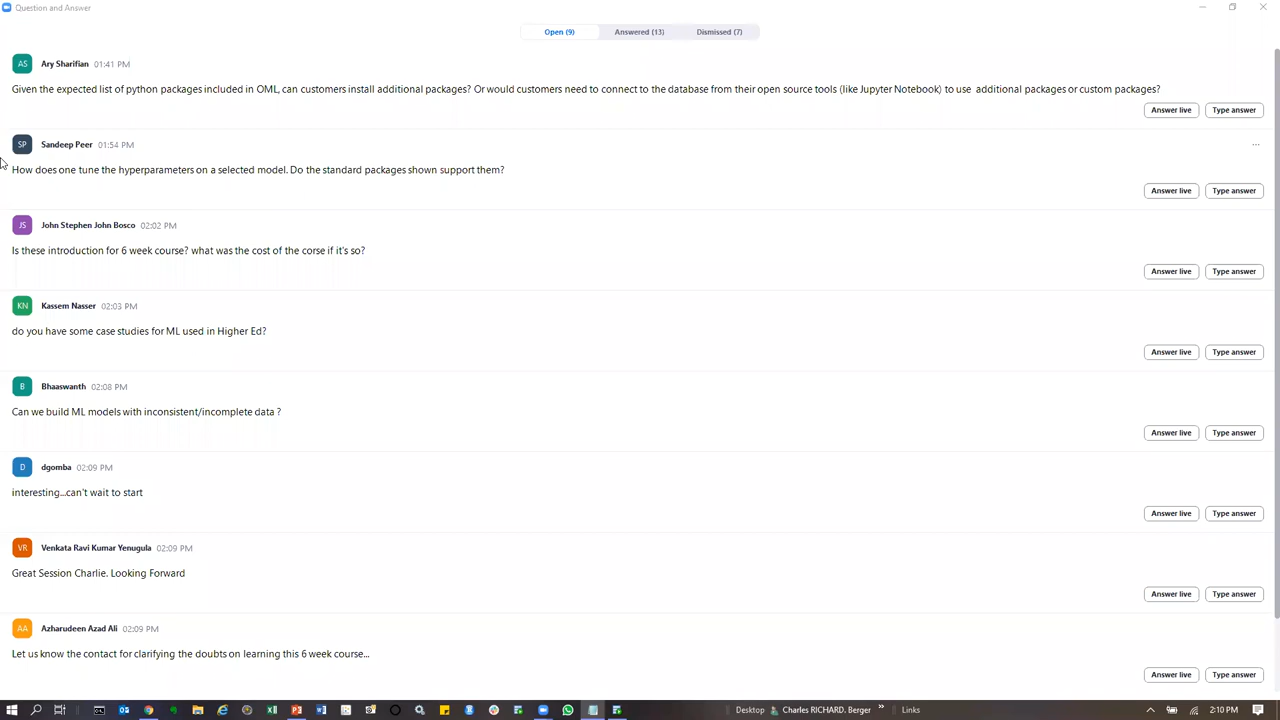 Question and Answer
Open (9) Answered (13) Dismissed (7)
AS Ary Sharifian 01:41 PM
Given the expected list of python packages included in OML, can customers install additional packages? Or would customers need to connect to the database from their open source tools (like Jupyter Notebook) to use additional packages or custom packages?
Answer live Type answer
SP Sandeep Peer 01:54 PM ...
How does one tune the hyperparameters on a selected model. Do the standard packages shown support them?
Answer live Type answer
JS John Stephen John Bosco 02:02 PM
Is these introduction for 6 week course? what was the cost of the corse if it's so?
Answer live Type answer
KN Kassem Nasser 02:03 PM
do you have some case studies for ML used in Higher Ed?
Answer live Type answer
B Bhaaswanth 02:08 PM
Can we build ML models with inconsistent/incomplete data ?
Answer live Type answer
D dgomba 02:09 PM
interesting...can't wait to start
Answer live Type answer
VR Venkata Ravi Kumar Yenugula 02:09 PM
Great Session Charlie. Looking Forward
Answer live Type answer
AA Azharudeen Azad Ali 02:09 PM
Let us know the contact for clarifying the doubts on learning this 6 week course...
Answer live Type answer
Desktop Charles RICHARD. Berger Links 2:10 PM